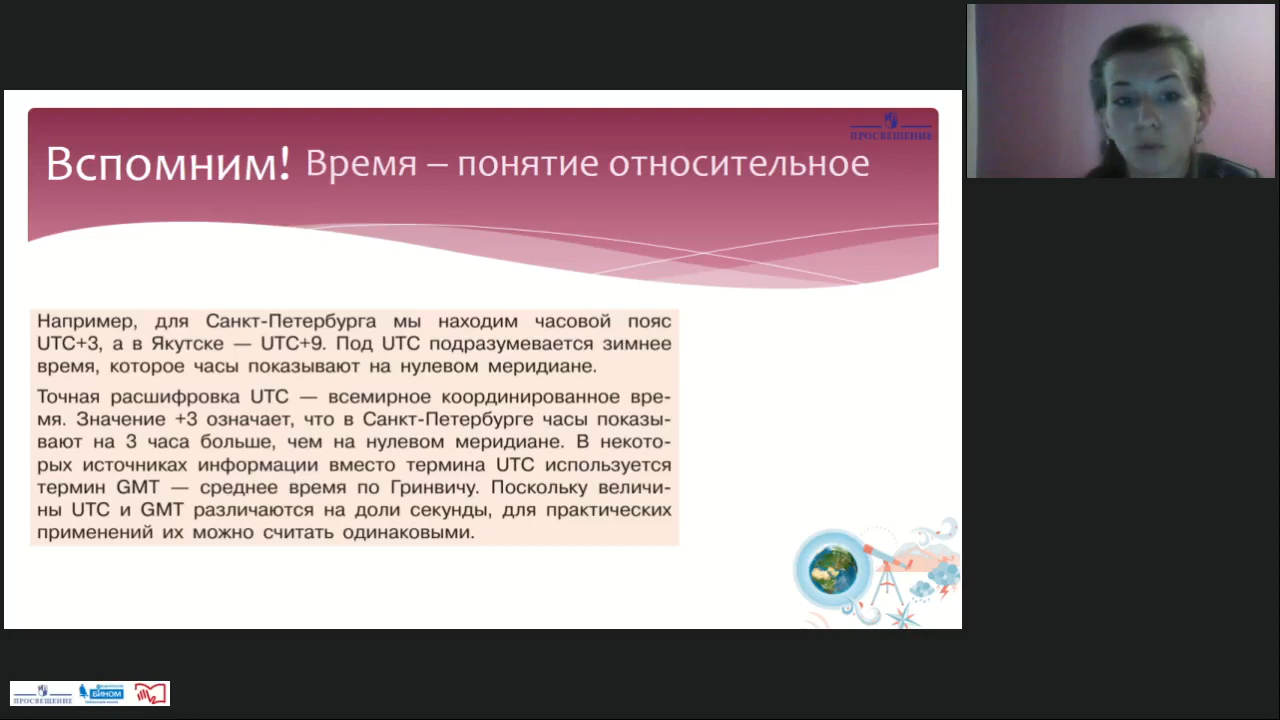 Вспомним! Время – понятие относительное
ПРОСВЕЩЕНИЕ
Например, для Санкт-Петербурга мы находим часовой пояс
UTC+3, а в Якутске — UTC+9. Под UTC подразумевается зимнее
время, которое часы показывают на нулевом меридиане.
Точная расшифровка UTC — всемирное координированное вре-
мя. Значение +3 означает, что в Санкт-Петербурге часы показы-
вают на 3 часа больше, чем на нулевом меридиане. В некото-
рых источниках информации вместо термина UTC используется
термин GMT — среднее время по Гринвичу. Поскольку величи-
ны UTC и GMT различаются на доли секунды, для практических
применений их можно считать одинаковыми.
ПРОСВЕЩЕНИЕ
БИНОМ